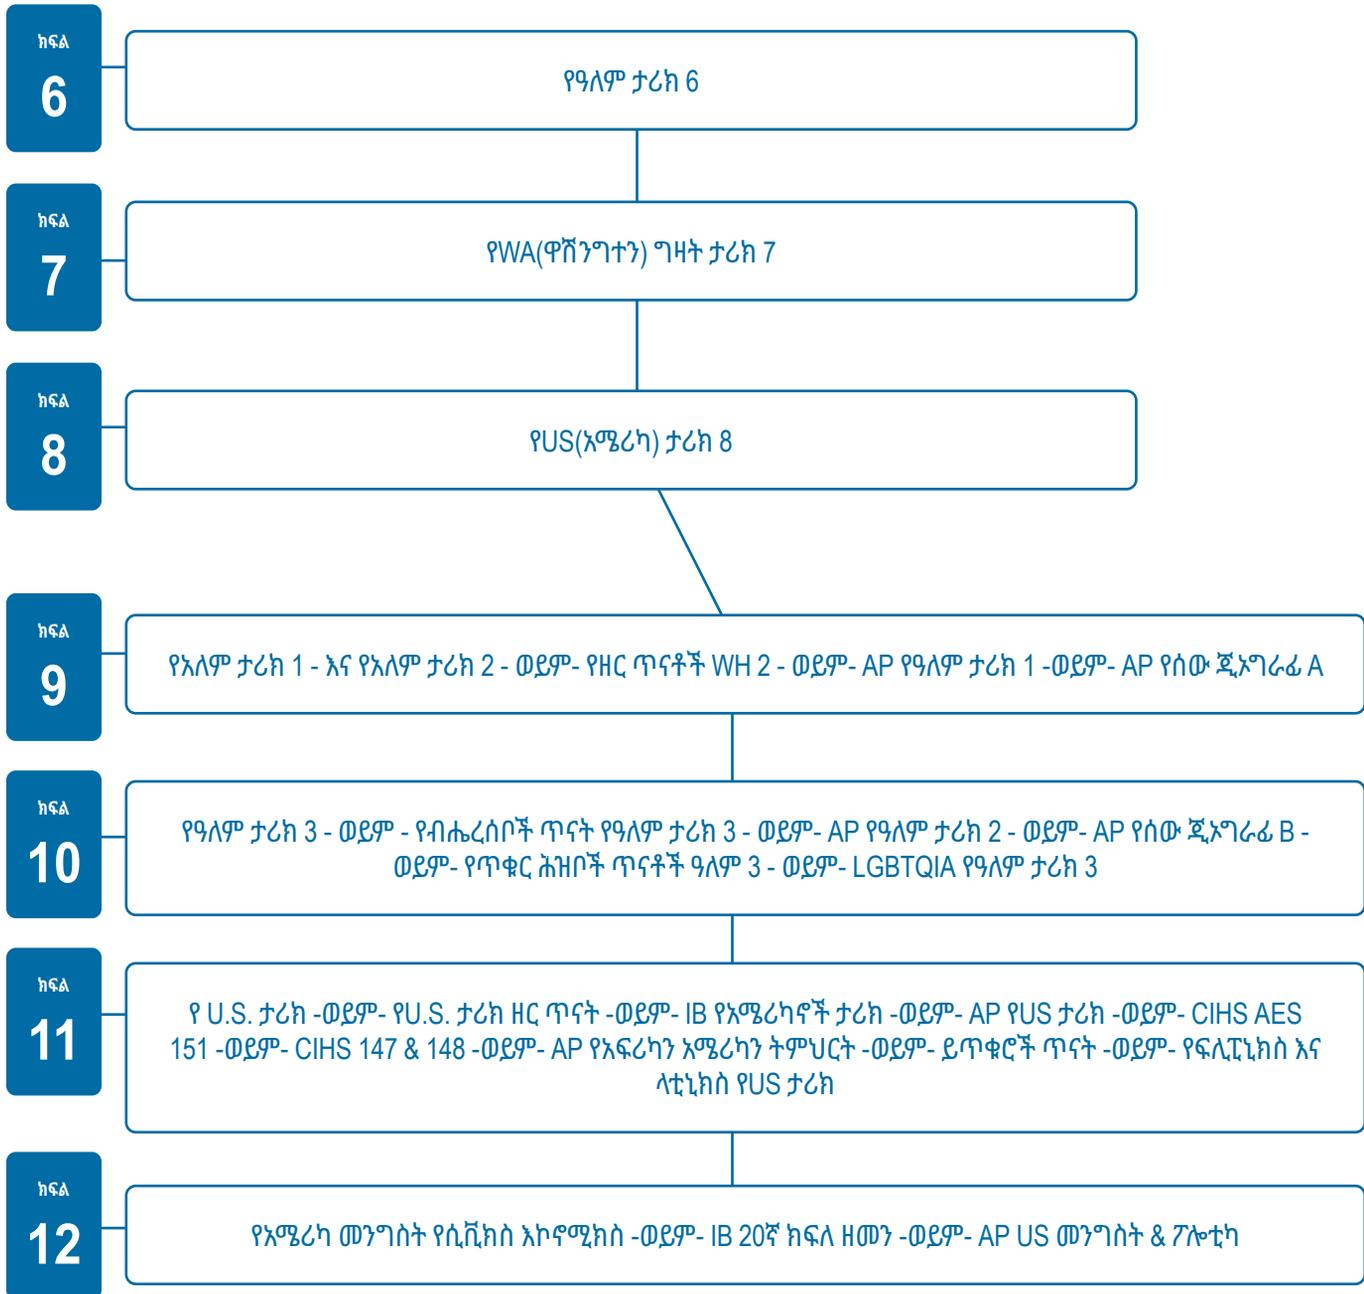 ክፍል
6
የዓለም ታሪክ 6
ክፍል
7
የWA(ዋሽንግተን) ግዛት ታሪክ 7
ክፍል
8
የUS(አሜሪካ) ታሪክ 8
ክፍል
9
የአለም ታሪክ 1 - እና የአለም ታሪክ 2 - ወይም- የዘር ጥናቶች WH 2 - ወይም- AP የዓለም ታሪክ 1 -ወይም- AP የሰው ጂኦግራፊ A
ክፍል
10
የዓለም ታሪክ 3 - ወይም - የብሔረሰቦች ጥናት የዓለም ታሪክ 3 - ወይም- AP የዓለም ታሪክ 2 - ወይም- AP የሰው ጂኦግራፊ B -
ወይም- የጥቁር ሕዝቦች ጥናቶች ዓለም 3 - ወይም- LGBTQIA የዓለም ታሪክ 3
ክፍል
11
የ U.S. ታሪክ -ወይም- የU.S. ታሪክ ዘር ጥናት -ወይም- IB የአሜሪካኖች ታሪክ -ወይም- AP የUS ታሪክ -ወይም- CIHS AES
151 -ወይም- CIHS 147 & 148 -ወይም- AP የአፍሪካን አሜሪካን ትምህርት -ወይም- ይጥቁሮች ጥናት -ወይም- የፍሊፒኒክስ እና
ላቲኒክስ የUS ታሪክ
ክፍል
12
የአሜሪካ መንግስት የሲቪክስ እኮኖሚክስ -ወይም- IB 20ኛ ክፍለ ዘመን -ወይም- AP US መንግስት & ፖሎቲካ